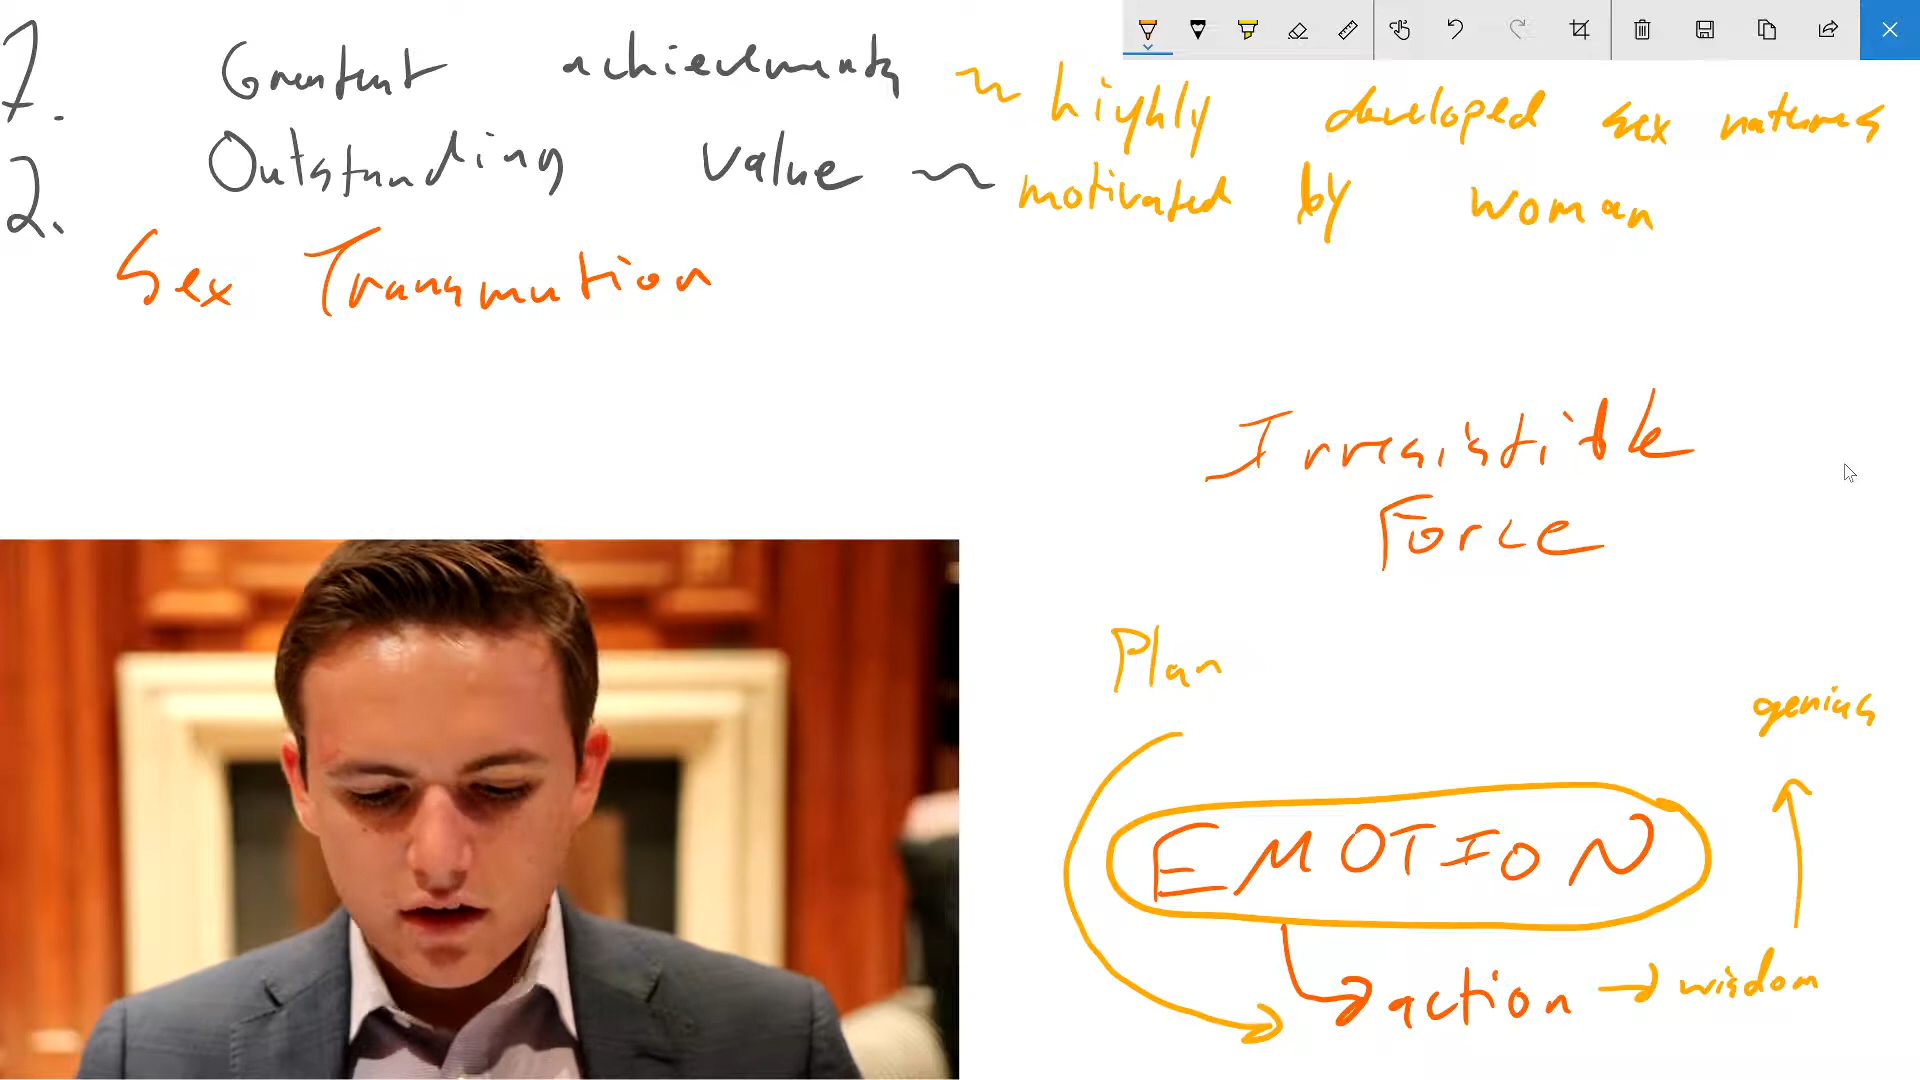 1. Greatest achievements ~ highly developed sex natures
2. Outstanding value ~ motivated by woman
Sex Transmution
Irresistible
Force
Plan
genius
EMOTION
action → wisdom